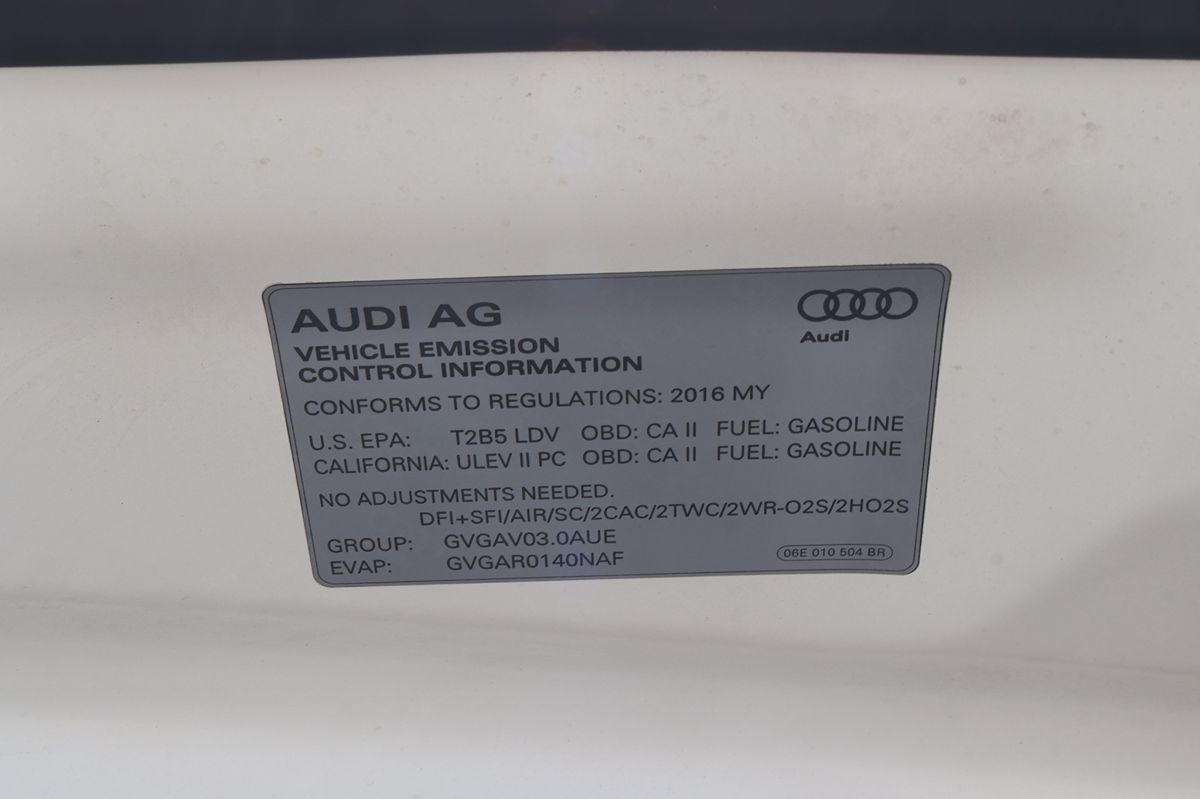 AUDI AG
Audi
VEHICLE EMISSION
CONTROL INFORMATION
CONFORMS TO REGULATIONS: 2016 MY
U.S. EPA: T2B5 LDV OBD: CA II FUEL: GASOLINE
CALIFORNIA: ULEV II PC OBD: CA II FUEL: GASOLINE
NO ADJUSTMENTS NEEDED.
DFI+SFI/AIR/SC/2CAC/2TWC/2WR-O2S/2HO2S
GROUP: GVGAV03.0AUE
EVAP: GVGAR0140NAF
06E 010 504 BR